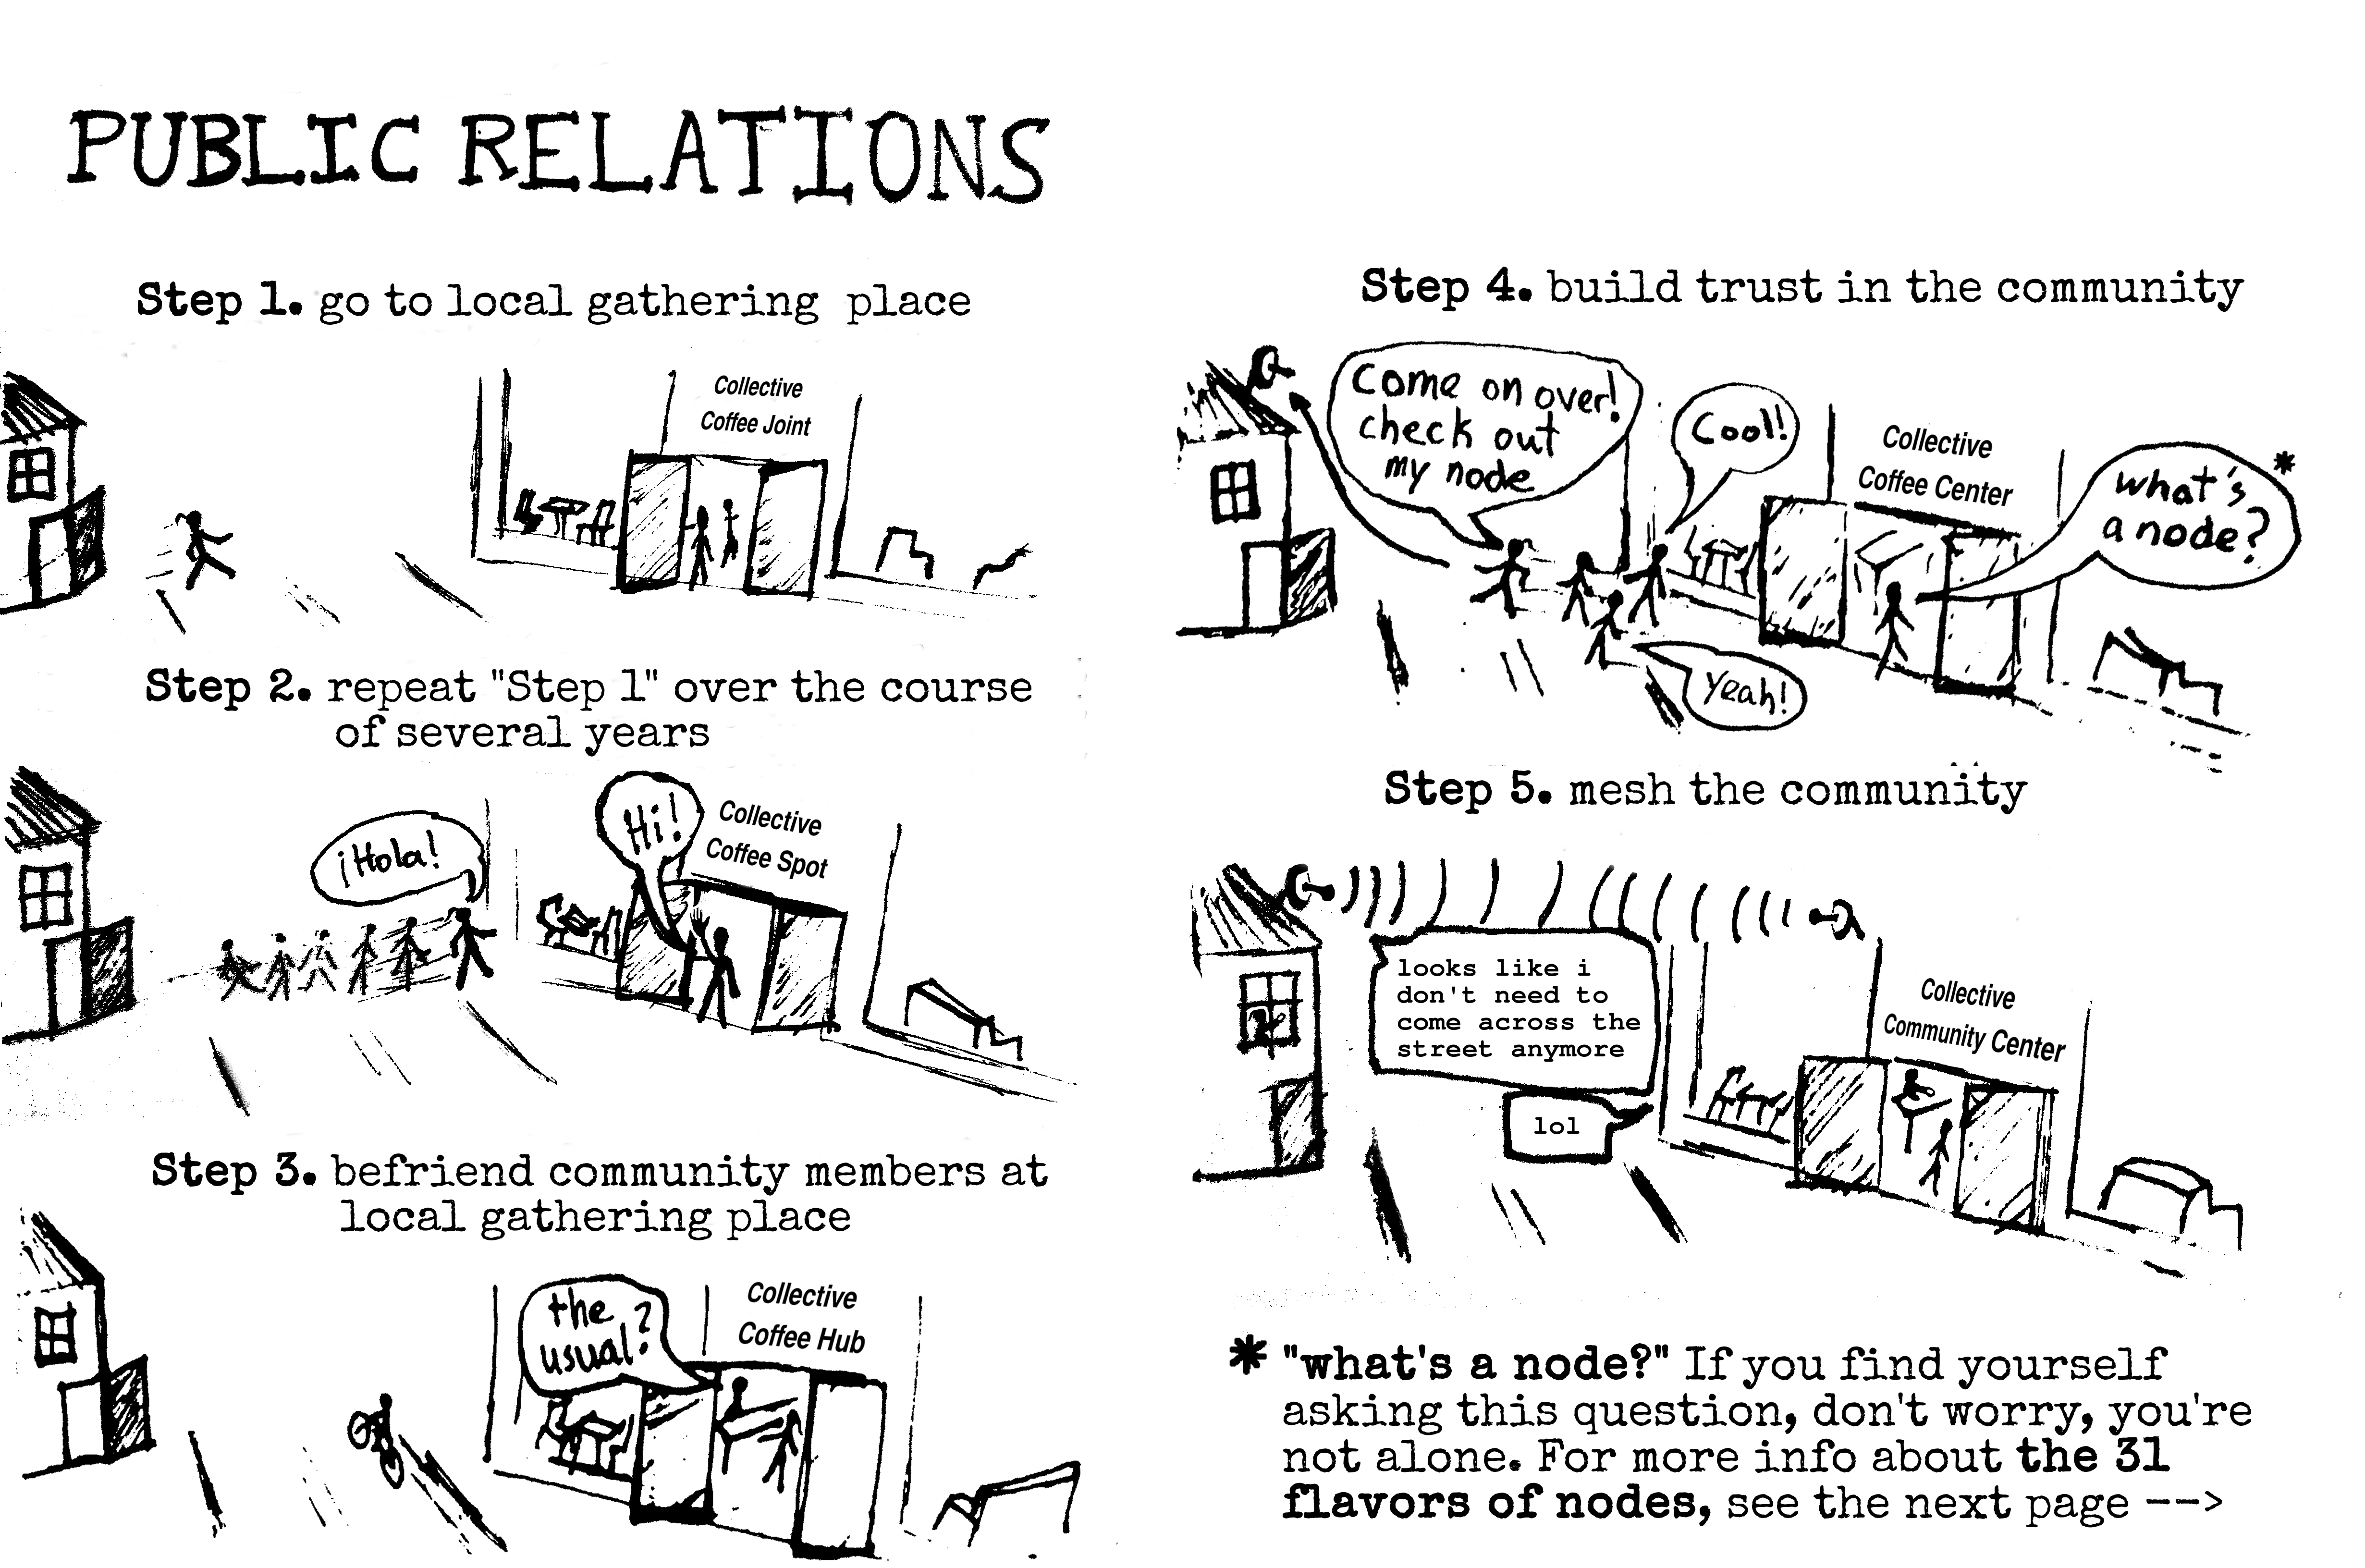 PUBLIC RELATIONS
Step 1. go to local gathering place
Collective
Coffee Joint
Step 2. repeat "Step 1" over the course
of several years
¡Hola!
Hi!
Collective
Coffee Spot
Step 3. befriend community members at
local gathering place
the
usual?
Collective
Coffee Hub
Step 4. build trust in the community
Come on over!
check out
my node
Cool!
Collective
Coffee Center
what's *
a node?
Yeah!
Step 5. mesh the community
looks like i
don't need to
come across the
street anymore
lol
Collective
Community Center
* "what's a node?" If you find yourself
asking this question, don't worry, you're
not alone. For more info about the 31
flavors of nodes, see the next page -->